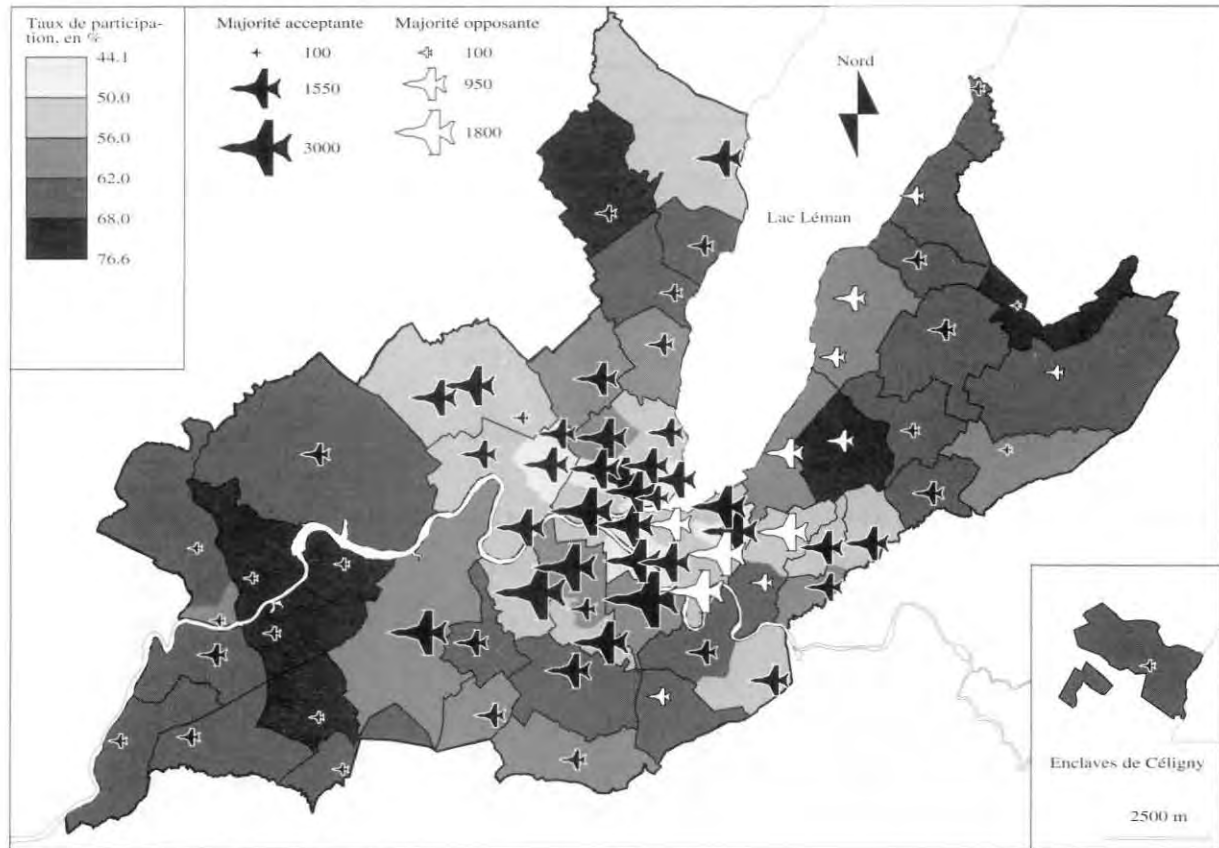 Taux de participa-
tion, en %
44.1
50.0
56.0
62.0
68.0
76.6
Majorité acceptante
100
1550
3000
Majorité opposante
100
950
1800
Nord
Lac Léman
Enclaves de Céligny
2500 m